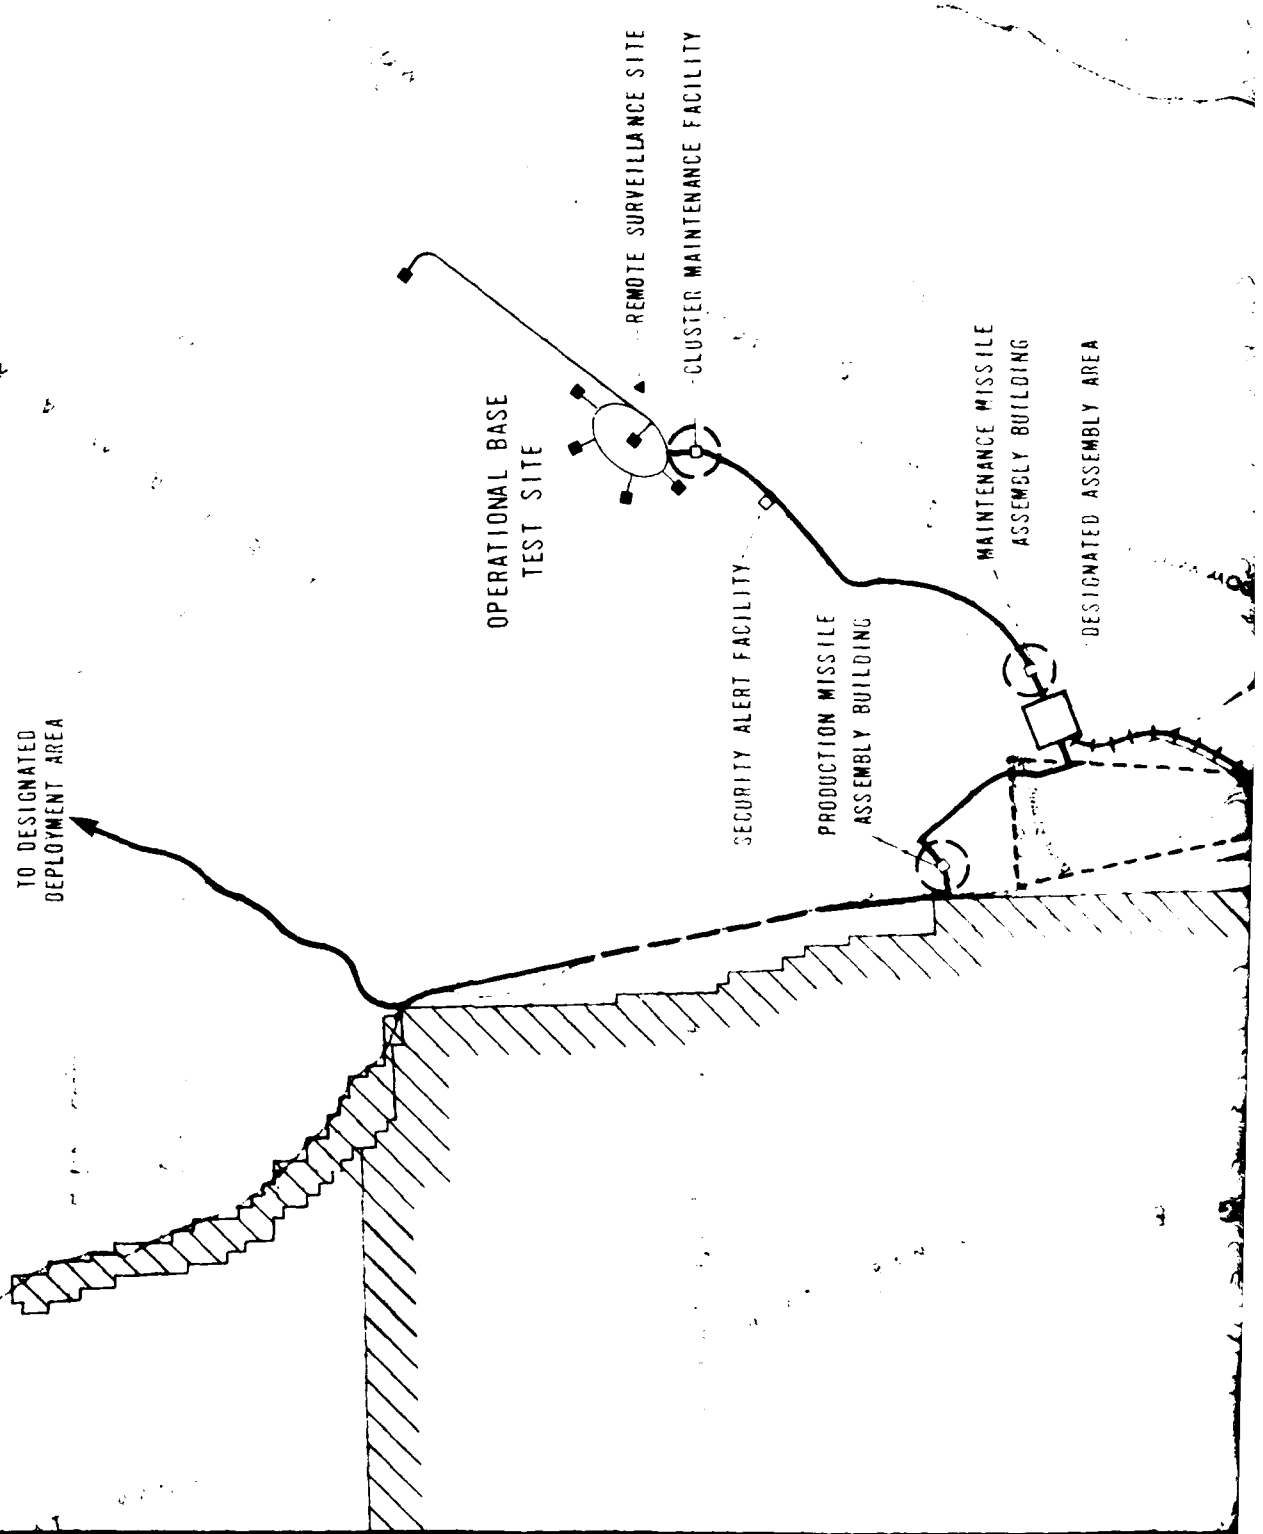 TO DESIGNATED
DEPLOYMENT AREA
OPERATIONAL BASE
TEST SITE
REMOTE SURVEILLANCE SITE
CLUSTER MAINTENANCE FACILITY
SECURITY ALERT FACILITY
PRODUCTION MISSILE
ASSEMBLY BUILDING
MAINTENANCE MISSILE
ASSEMBLY BUILDING
DESIGNATED ASSEMBLY AREA